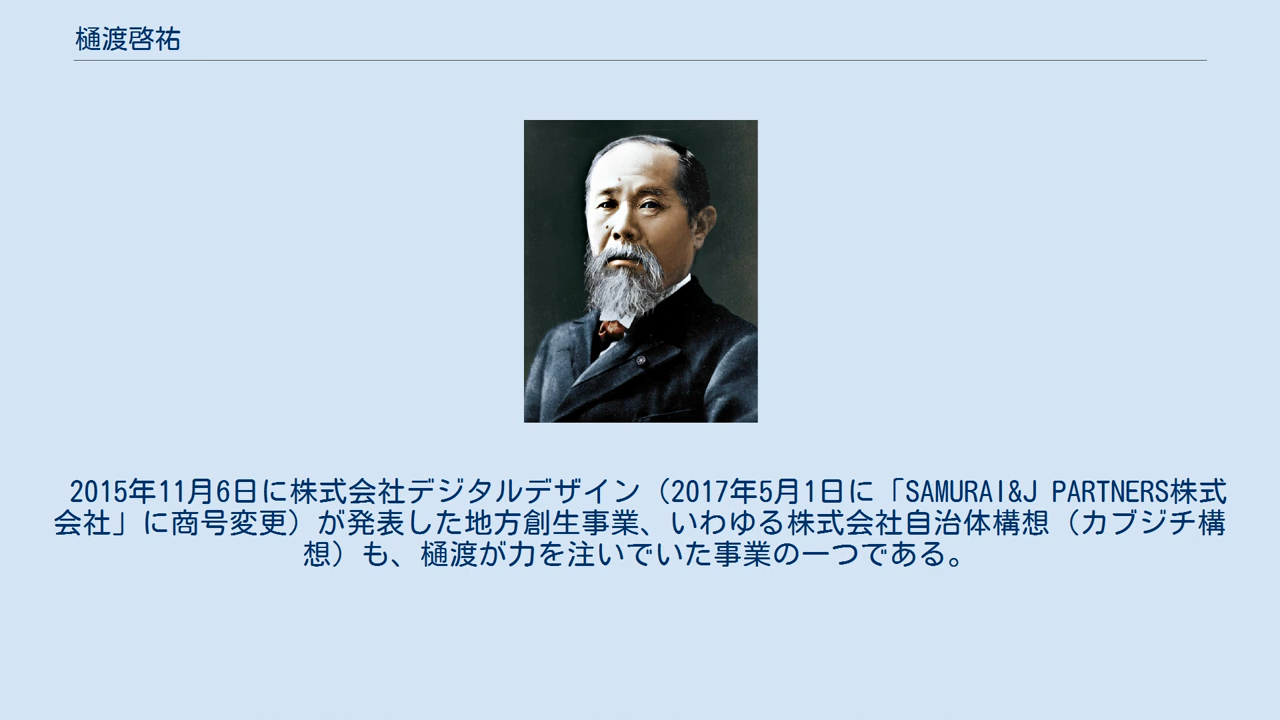 樋渡啓祐
2015年11月6日に株式会社デジタルデザイン（2017年5月1日に「SAMURAI&J PARTNERS株式
会社」に商号変更）が発表した地方創生事業、いわゆる株式会社自治体構想（カブジチ構
想）も、樋渡が力を注いでいた事業の一つである。